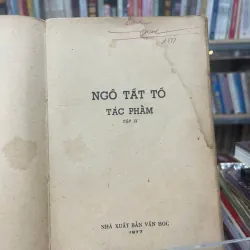 NGÔ TẤT TỐ
TÁC PHẨM
TẬP II
NHÀ XUẤT BẢN VĂN HỌC
1977